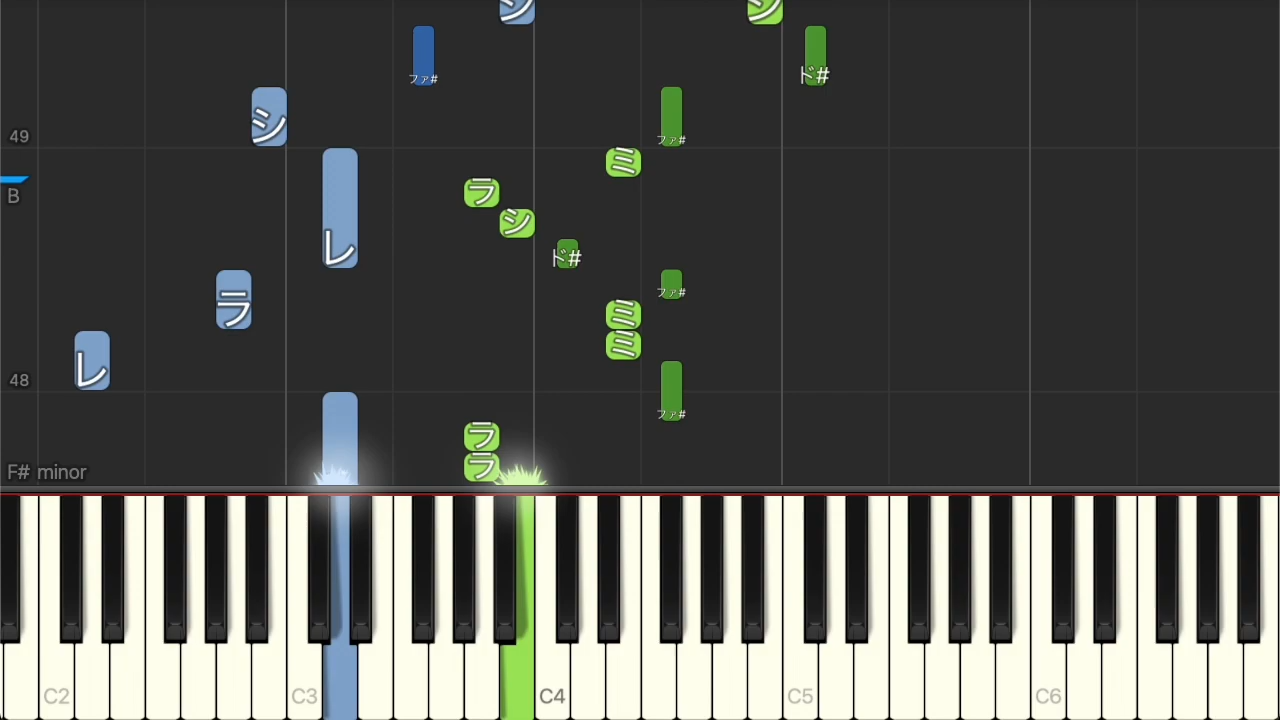 シ シ
ファ# ド#
シ
49 ファ#
ミ
B ラ
シ
レ ド#
ラ ファ#
ミ
ミ
48 レ
ファ#
ラ
F# minor ラ
C2 C3 C4 C5 C6